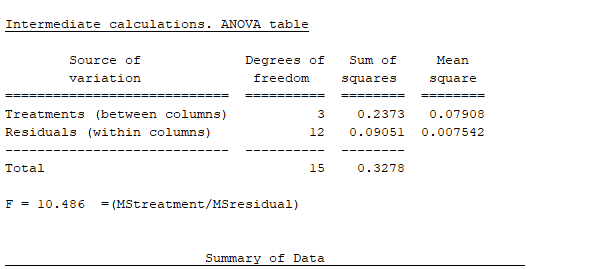 Intermediate calculations. ANOVA table
Source of Degrees of Sum of Mean
variation freedom squares square
============================ ========== ======== ========
Treatments (between columns) 3 0.2373 0.07908
Residuals (within columns) 12 0.09051 0.007542
---------------------------- ---------- --------
Total 15 0.3278
F = 10.486 =(MStreatment/MSresidual)
Summary of Data